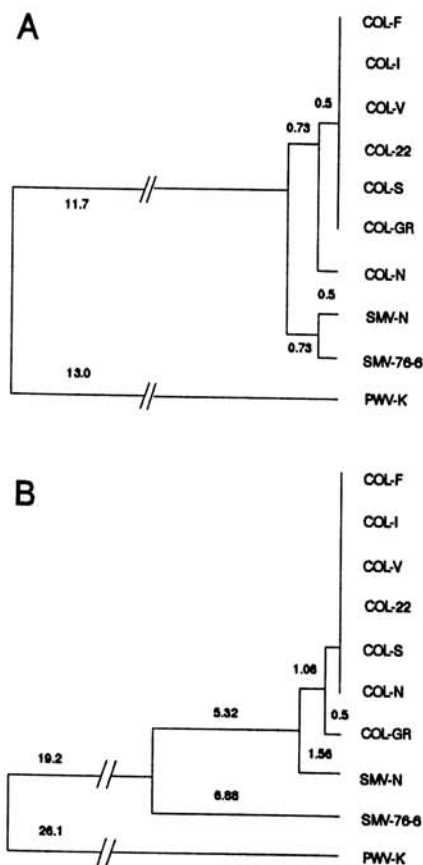 A
COL-F
COL-I
0.5
COL-V
0.73
COL-22
COL-S
11.7
COL-GR
COL-N
0.5
SMV-N
0.73
SMV-76-6
13.0
PWV-K
B
COL-F
COL-I
COL-V
COL-22
COL-S
1.06
COL-N
5.32
0.5
COL-GR
1.56
19.2
SMV-N
6.88
SMV-76-6
26.1
PWV-K